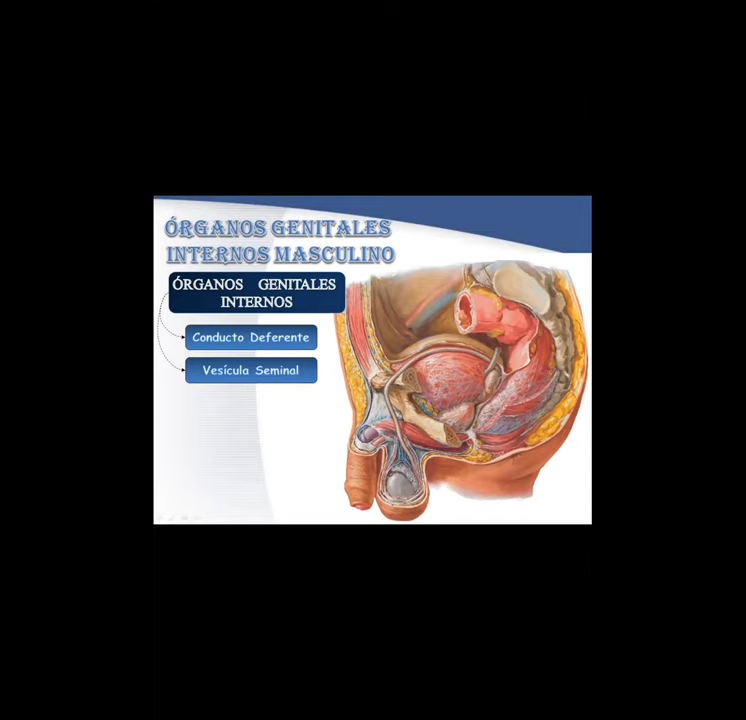 ÓRGANOS GENITALES
INTERNOS MASCULINO
ÓRGANOS GENITALES
INTERNOS
Conducto Deferente
Vesícula Seminal